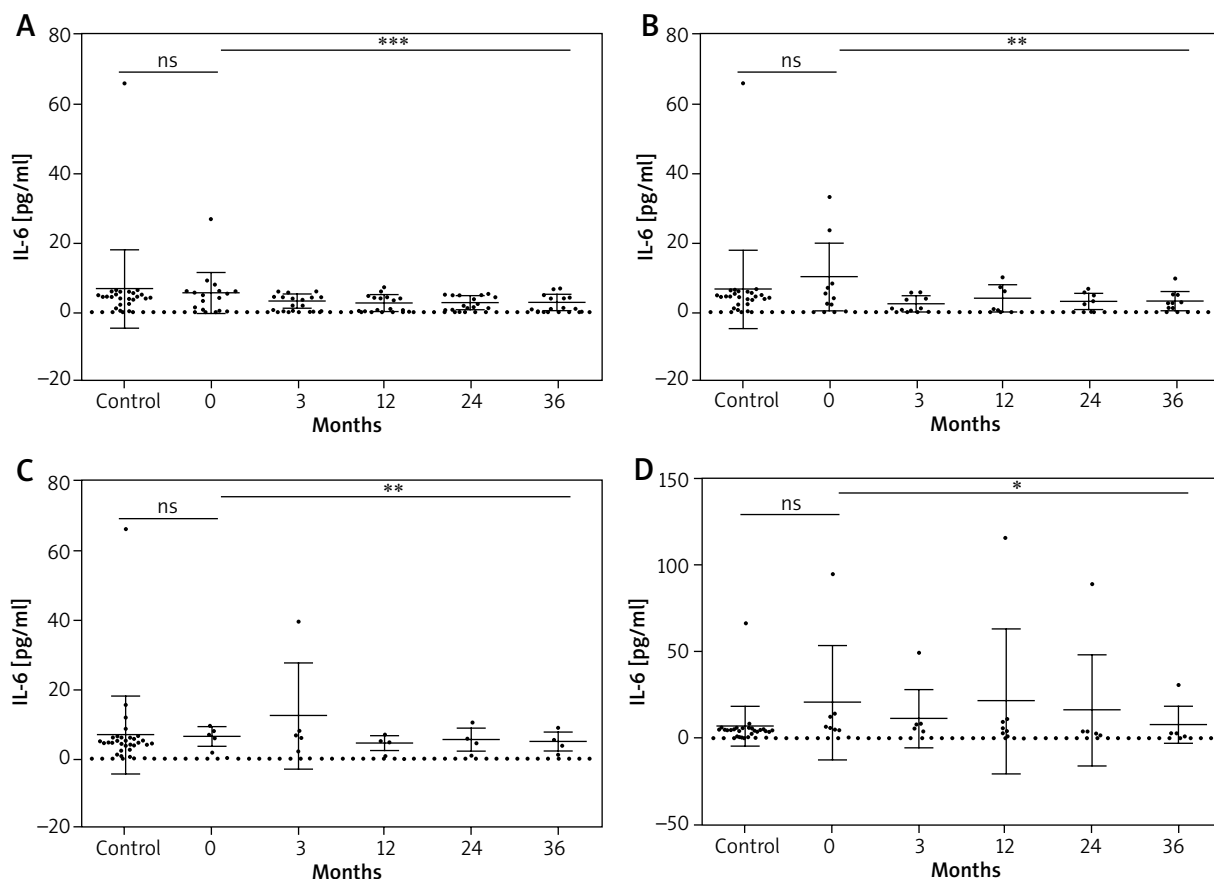 A
IL-6 [pg/ml]
80
60
40
20
0
–20
ns
***
Control 0 3 12 24 36
Months
B
IL-6 [pg/ml]
80
60
40
20
0
–20
ns
**
Control 0 3 12 24 36
Months
C
IL-6 [pg/ml]
80
60
40
20
0
–20
ns
**
Control 0 3 12 24 36
Months
D
IL-6 [pg/ml]
150
100
50
0
–50
ns
*
Control 0 3 12 24 36
Months